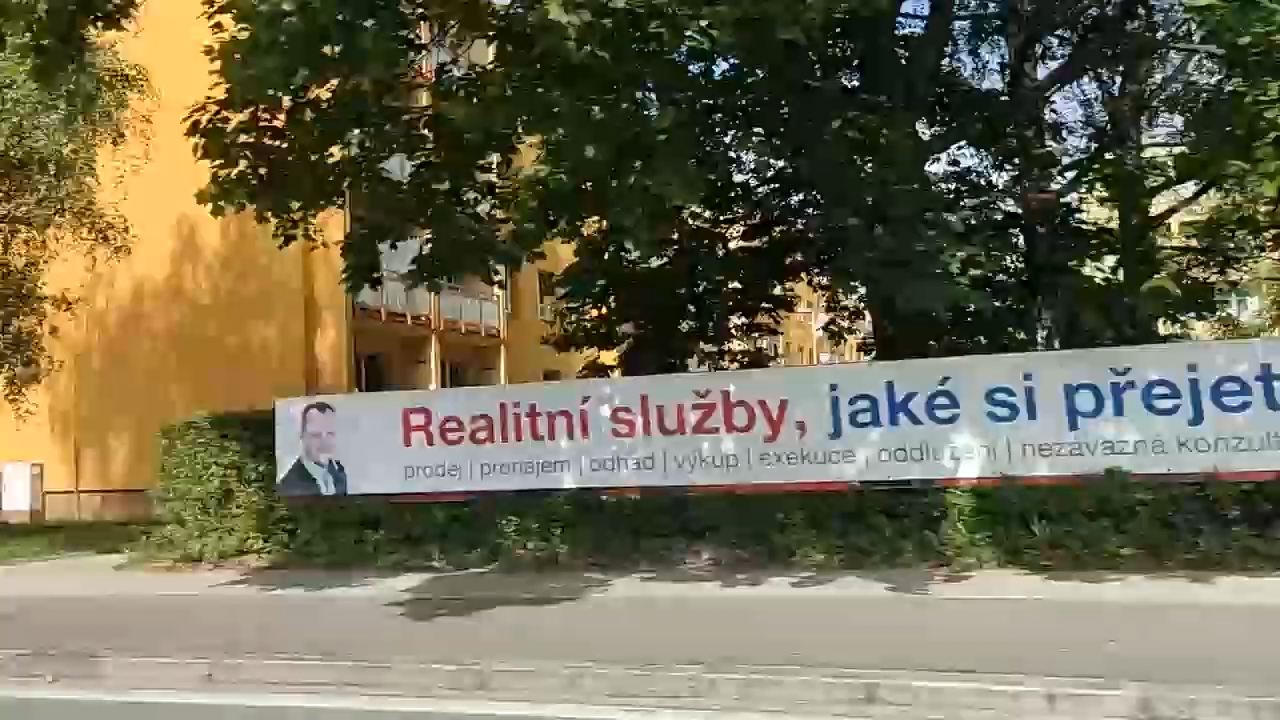 Realitní služby, jaké si přejet
prodej | pronájem | odhad | výkup | exekuce | oddlužení | nezávazná konzult